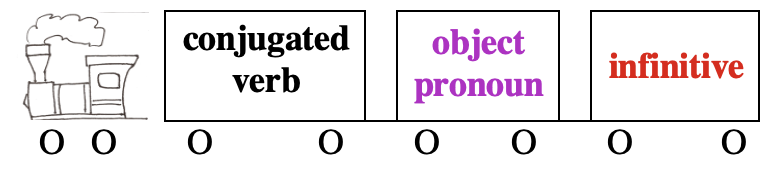 conjugated
verb
object
pronoun
infinitive
O O O O O O O O